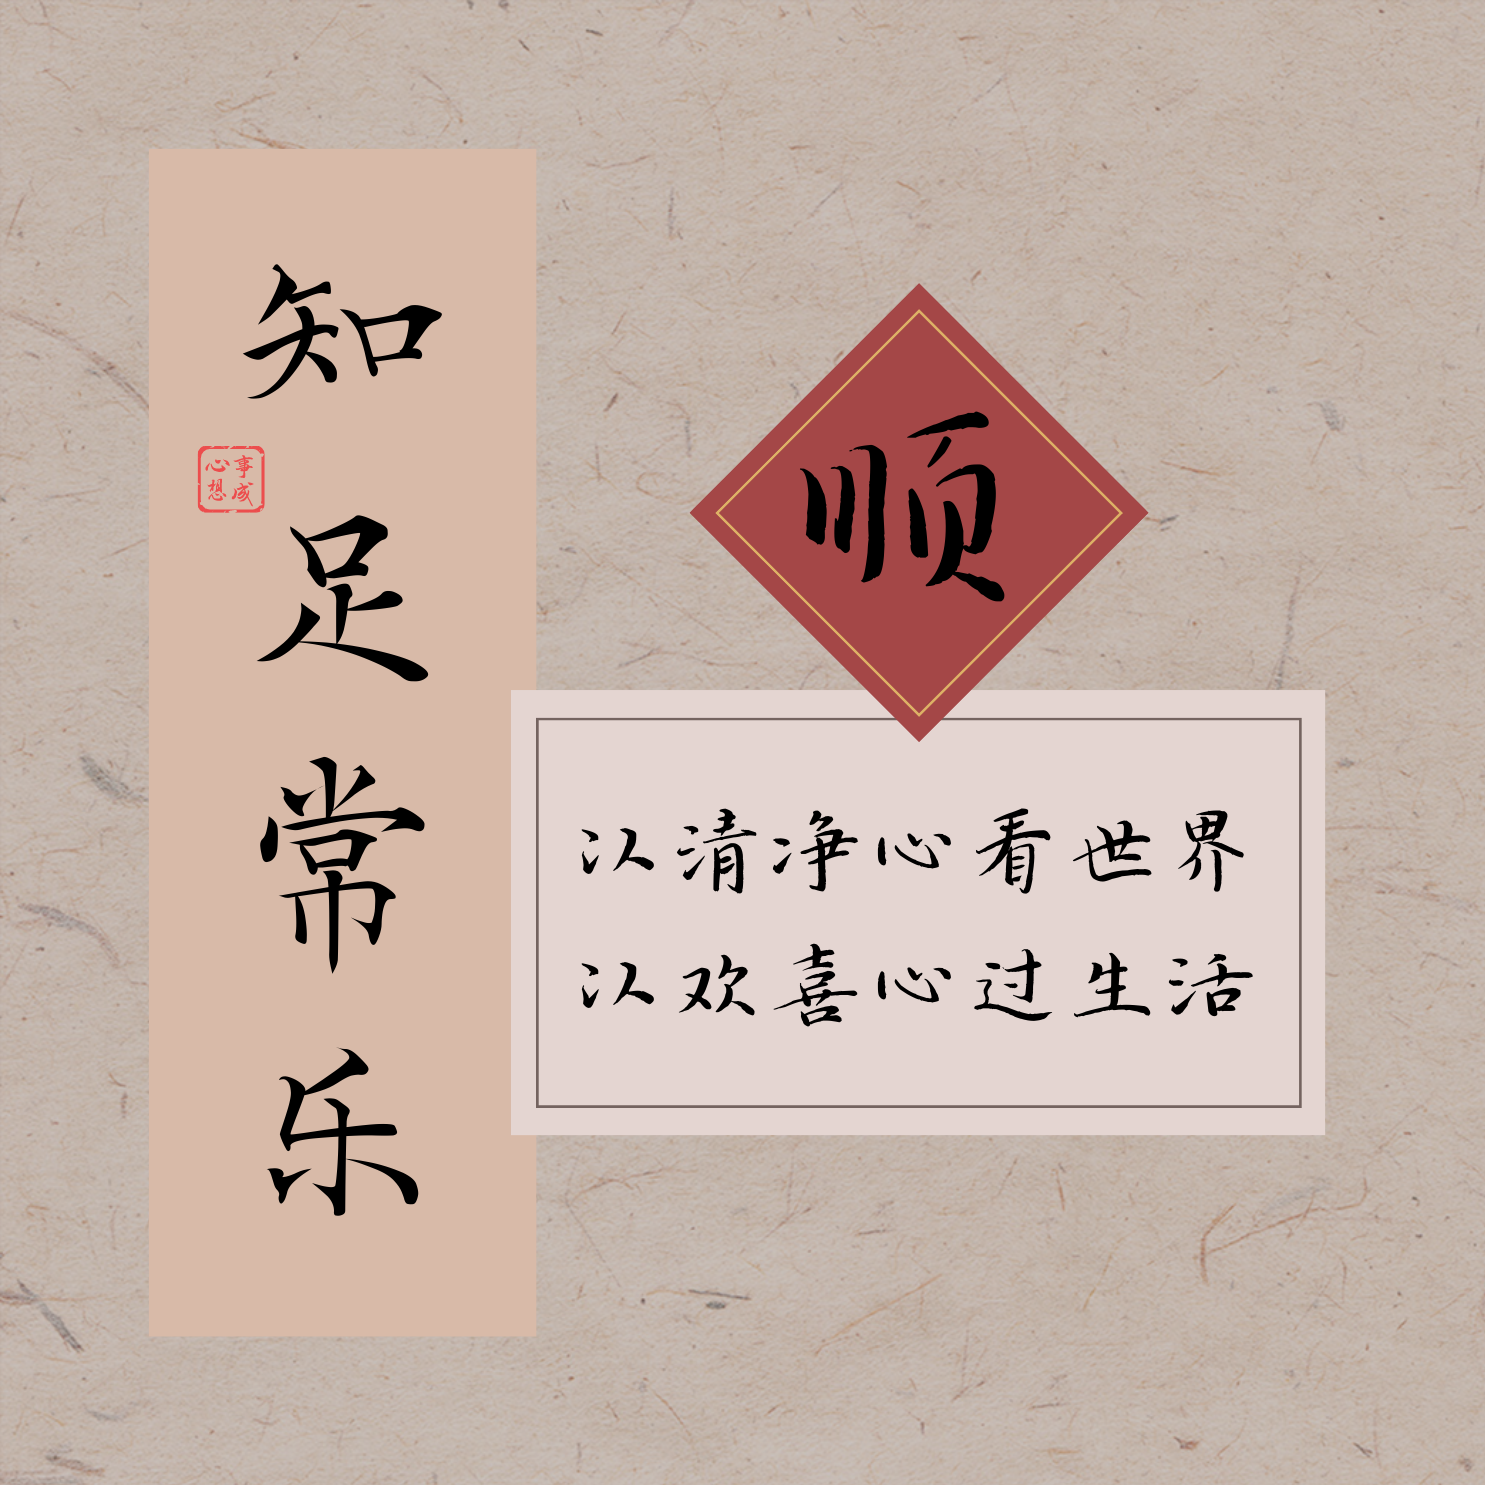 知足常乐
心想
事成
顺
以清净心看世界
以欢喜心过生活